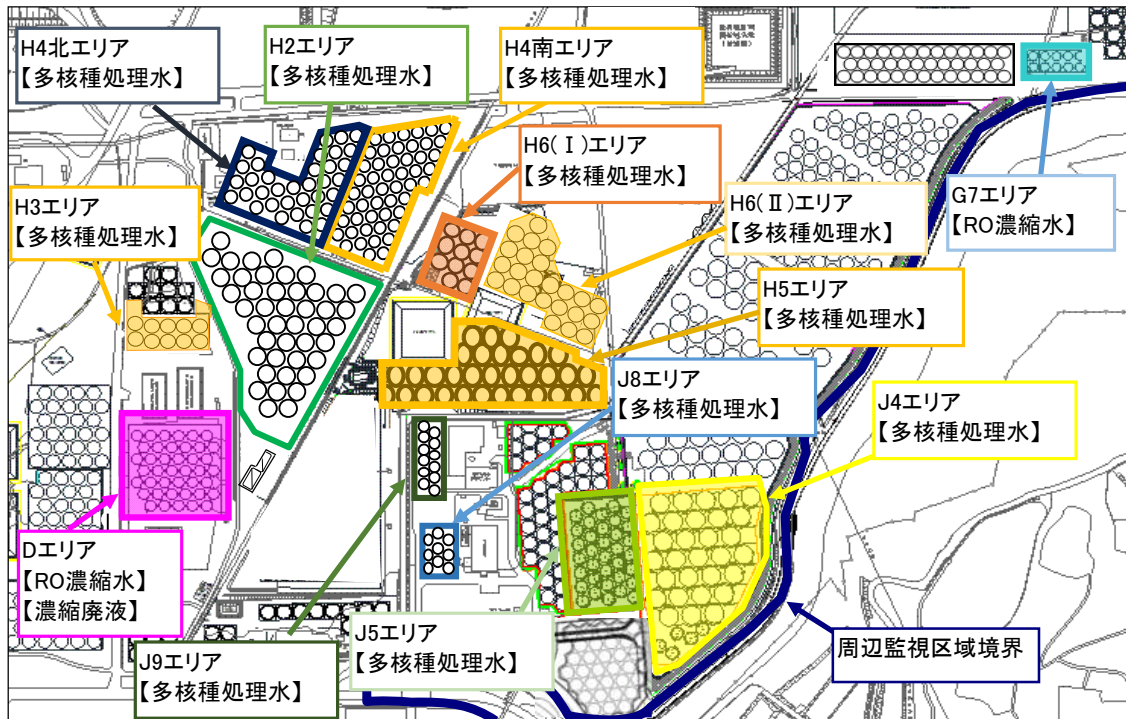 H4北エリア
【多核種処理水】
H2エリア
【多核種処理水】
H4南エリア
【多核種処理水】
H6(Ⅰ)エリア
【多核種処理水】
H6(Ⅱ)エリア
【多核種処理水】
G7エリア
【RO濃縮水】
H3エリア
【多核種処理水】
H5エリア
【多核種処理水】
J8エリア
【多核種処理水】
J4エリア
【多核種処理水】
Dエリア
【RO濃縮水】
【濃縮廃液】
J5エリア
【多核種処理水】
J9エリア
【多核種処理水】
周辺監視区域境界